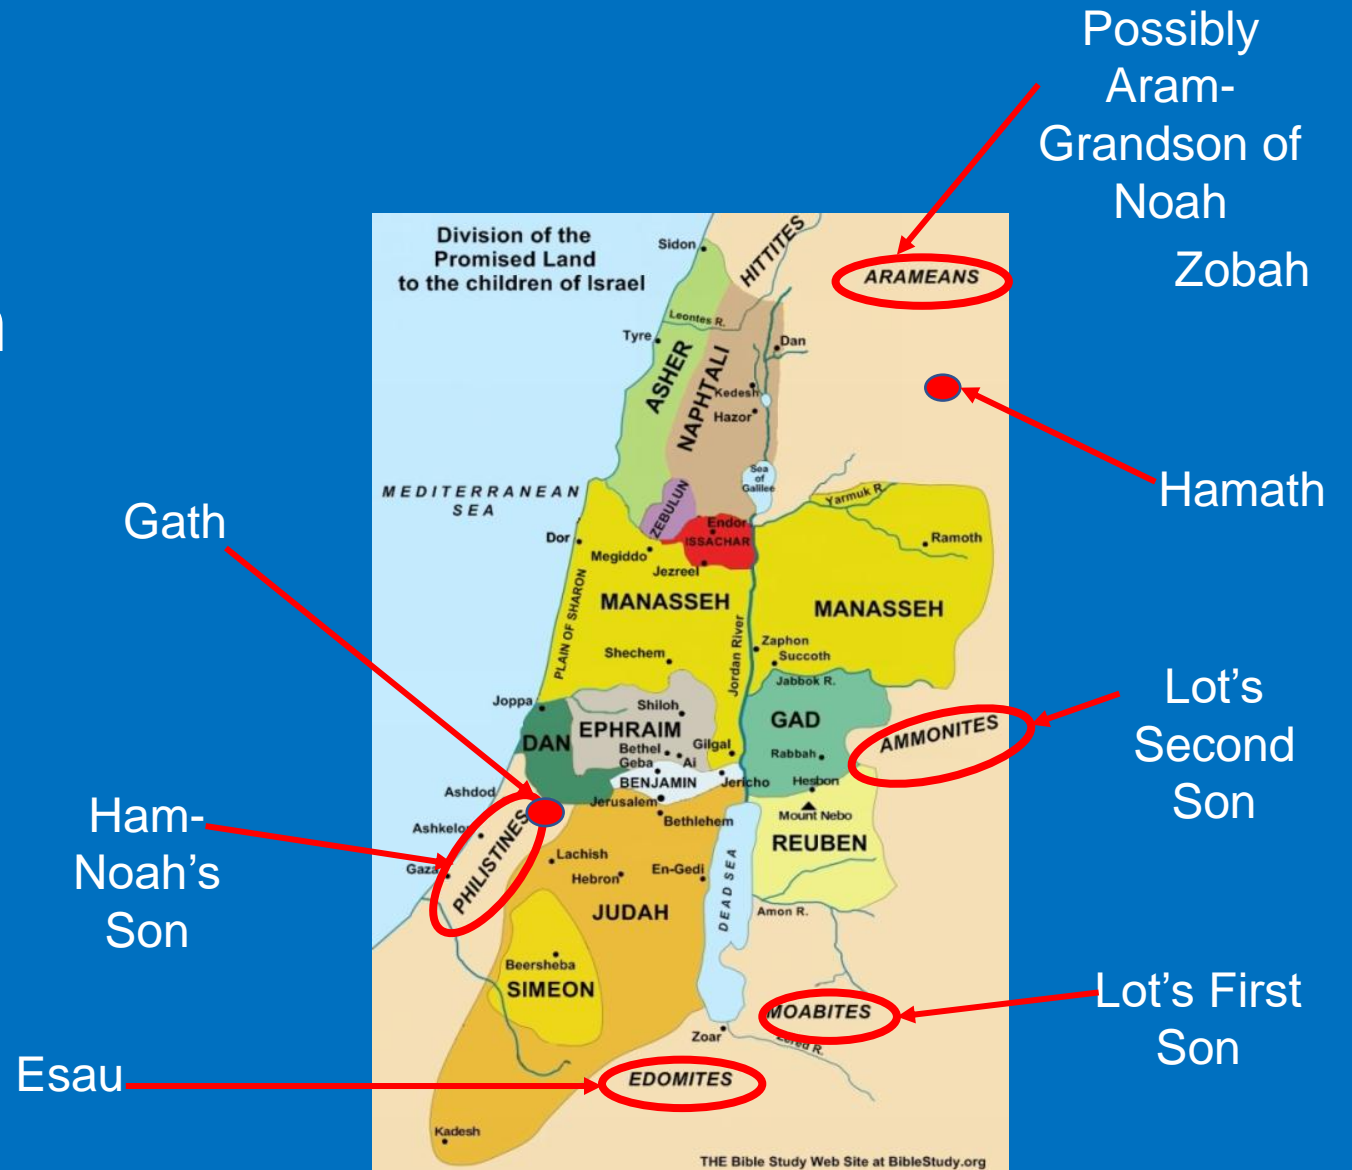 Possibly
Aram-
Grandson of
Noah
Zobah
Hamath
Lot's
Second
Son
Lot's First
Son
Gath
Ham-
Noah's
Son
Esau
Division of the
Promised Land
to the children of Israel
Sidon
HITTITES
ARAMEANS
Leontes R.
Tyre
Dan
ASHER
NAPHTALI
Kedesh
Hazor
MEDITERRANEAN
SEA
Sea
of
Galilee
ZEBULUN
Yarmuk R.
Endor
ISSACHAR
Dor
Megiddo
Jezreel
Ramoth
PLAIN OF SHARON
MANASSEH
MANASSEH
Jordan River
Zaphon
Succoth
Shechem
Jabbok R.
Joppa
Shiloh
EPHRAIM
GAD
AMMONITES
DAN
Bethel
Gilgal
Geba
Ai
Rabbah
BENJAMIN
Jericho
Hesbon
Ashdod
Jerusalem
Mount Nebo
Bethlehem
Ashkelon
REUBEN
PHILISTINES
Lachish
Gaza
Hebron
En-Gedi
DEAD SEA
JUDAH
Arnon R.
Beersheba
SIMEON
MOABITES
Zoar
Zered R.
EDOMITES
Kadesh
THE Bible Study Web Site at BibleStudy.org